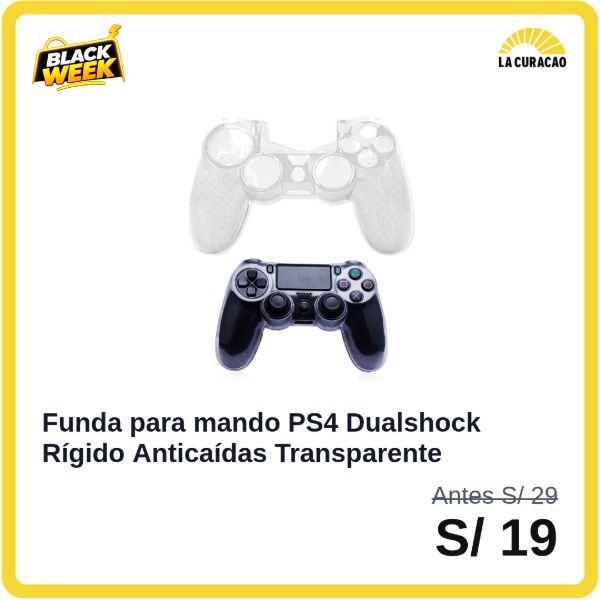 BLACK
WEEK
LA CURACAO
Funda para mando PS4 Dualshock
Rígido Anticaídas Transparente
Antes S/ 29
S/ 19